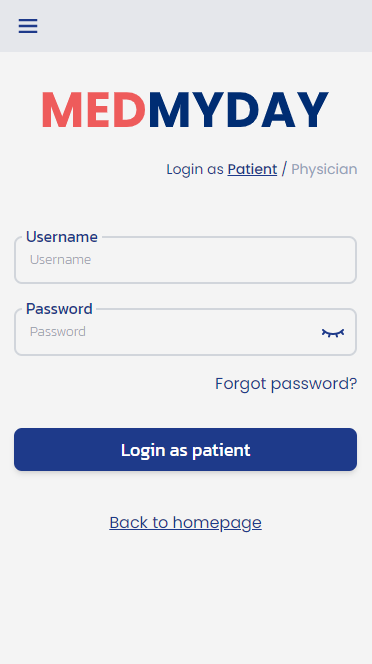 MEDMYDAY
Login as Patient / Physician
Username
Username
Password
Password
Forgot password?
Login as patient
Back to homepage